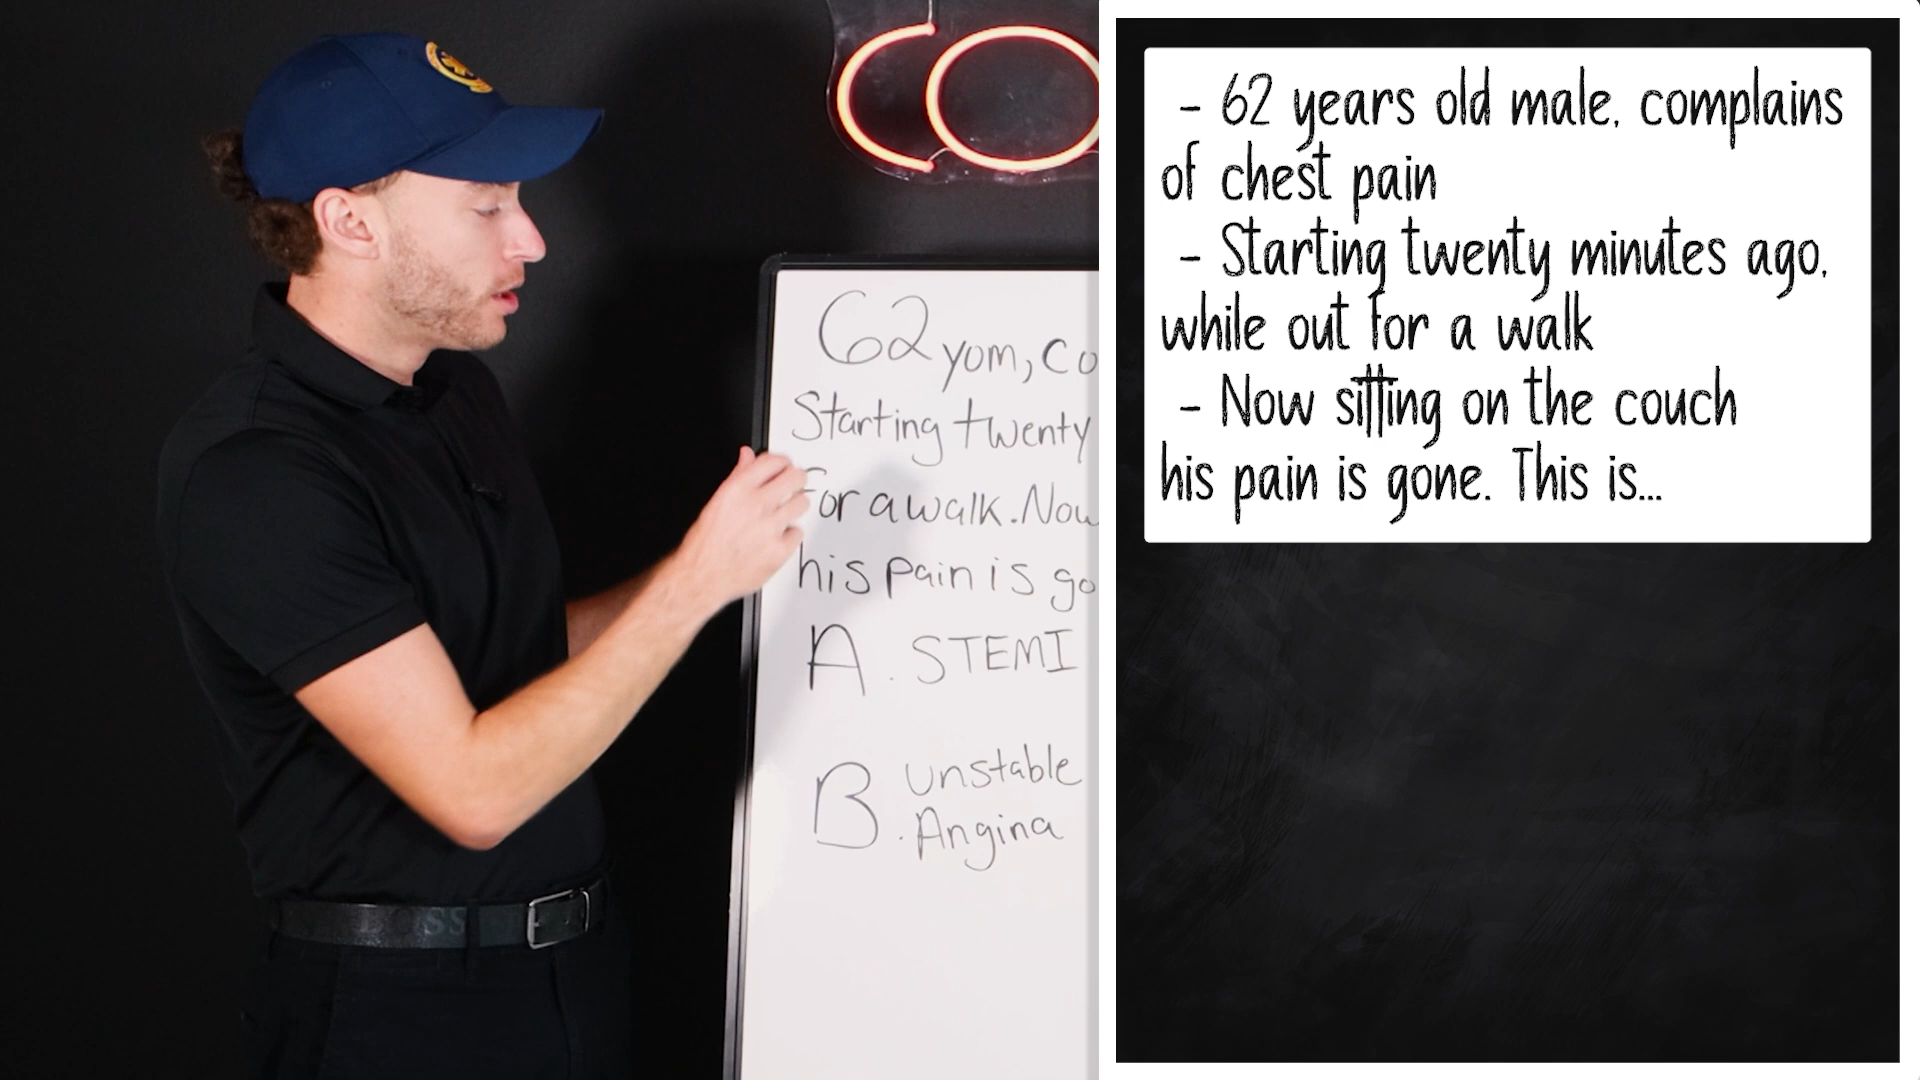 CO
62 yom, co
Starting twenty
for a walk. Now
his pain is go
A. STEMI
B. Unstable
Angina
BOSS
- 62 years old male, complains
of chest pain
- Starting twenty minutes ago,
while out for a walk
- Now sitting on the couch
his pain is gone. This is...